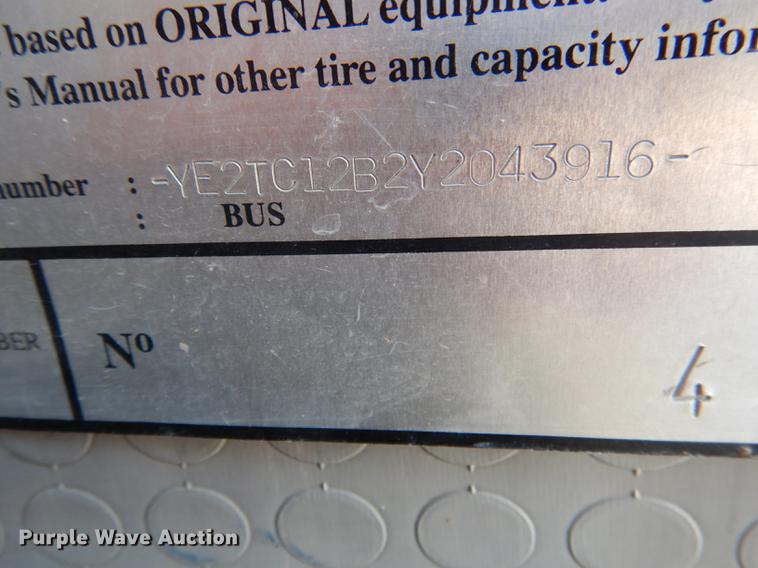 based on ORIGINAL equipment.
's Manual for other tire and capacity infor
number : -YE2TC12B2Y2043916-
: BUS
BER
Nº 4
Purple Wave Auction